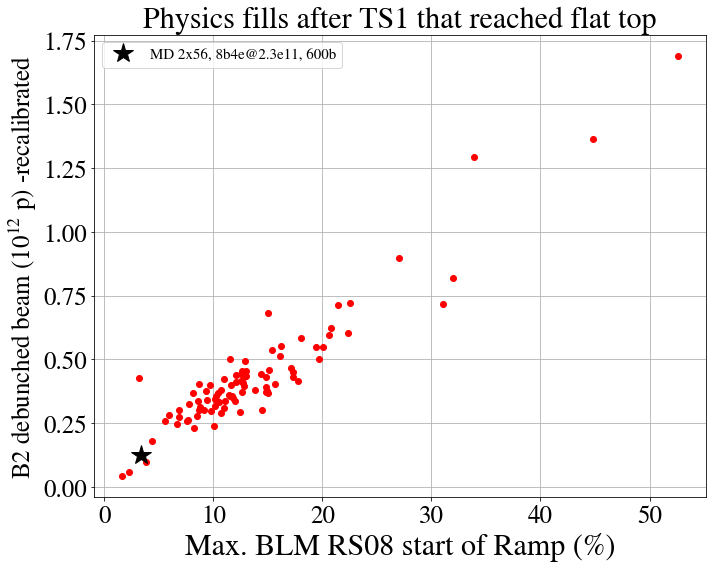 Physics fills after TS1 that reached flat top
MD 2x56, 8b4e@2.3e11, 600b
B2 debunched beam (10¹² p) -recalibrated
1.75
1.50
1.25
1.00
0.75
0.50
0.25
0.00
0 10 20 30 40 50
Max. BLM RS08 start of Ramp (%)